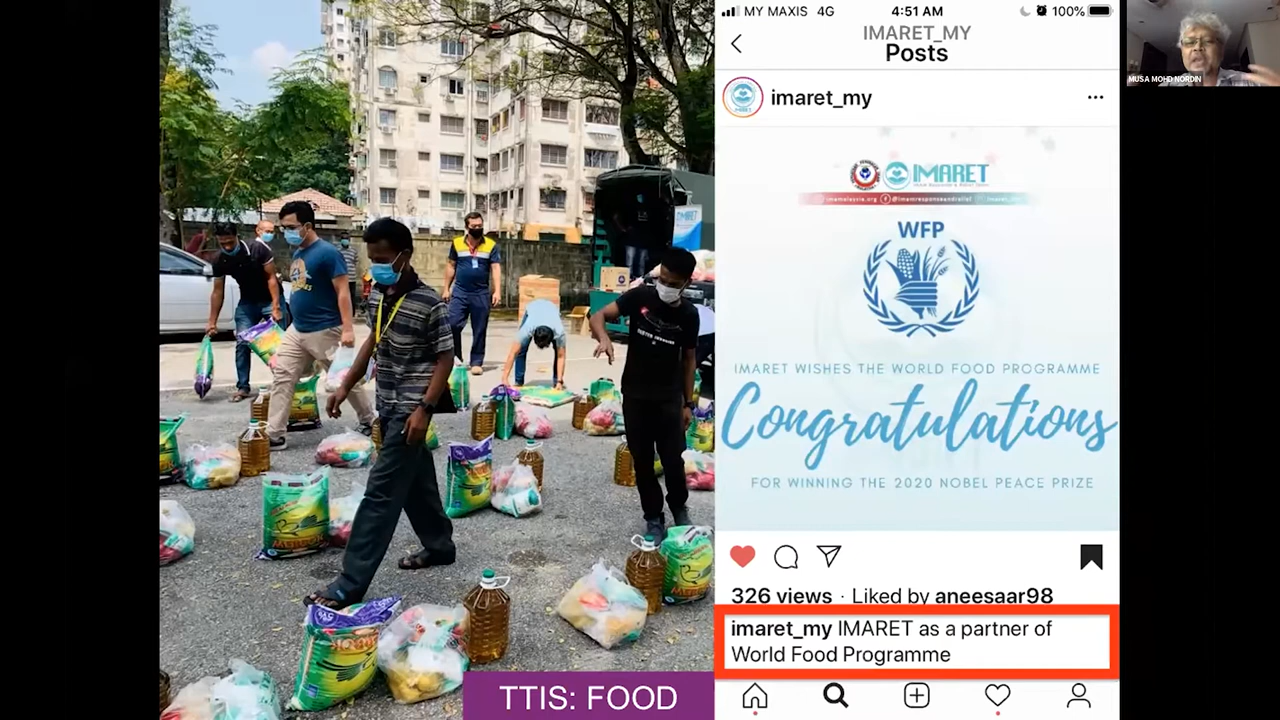 MY MAXIS 4G
4:51 AM
100%
IMARET_MY
Posts
imaret_my
IMARET
WFP
IMARET WISHES THE WORLD FOOD PROGRAMME
Congratulations
FOR WINNING THE 2020 NOBEL PEACE PRIZE
326 views · Liked by aneesaar98
imaret_my IMARET as a partner of
World Food Programme
TTIS: FOOD
MUSA MOHD NORDIN